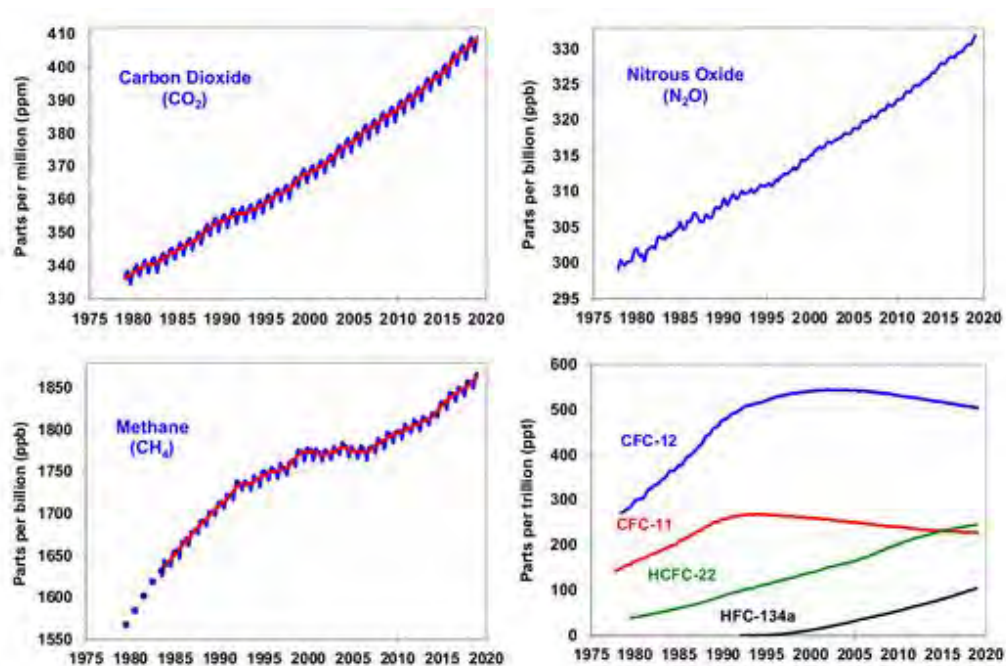 Parts per million (ppm)
410
400
390
380
370
360
350
340
330
Carbon Dioxide
(CO₂)
1975 1980 1985 1990 1995 2000 2005 2010 2015 2020
Parts per billion (ppb)
330
325
320
315
310
305
300
295
Nitrous Oxide
(N₂O)
1975 1980 1985 1990 1995 2000 2005 2010 2015 2020
Parts per billion (ppb)
1850
1800
1750
1700
1650
1600
1550
Methane
(CH₄)
1975 1980 1985 1990 1995 2000 2005 2010 2015 2020
Parts per trillion (ppt)
600
500
400
300
200
100
0
CFC-12
CFC-11
HCFC-22
HFC-134a
1975 1980 1985 1990 1995 2000 2005 2010 2015 2020